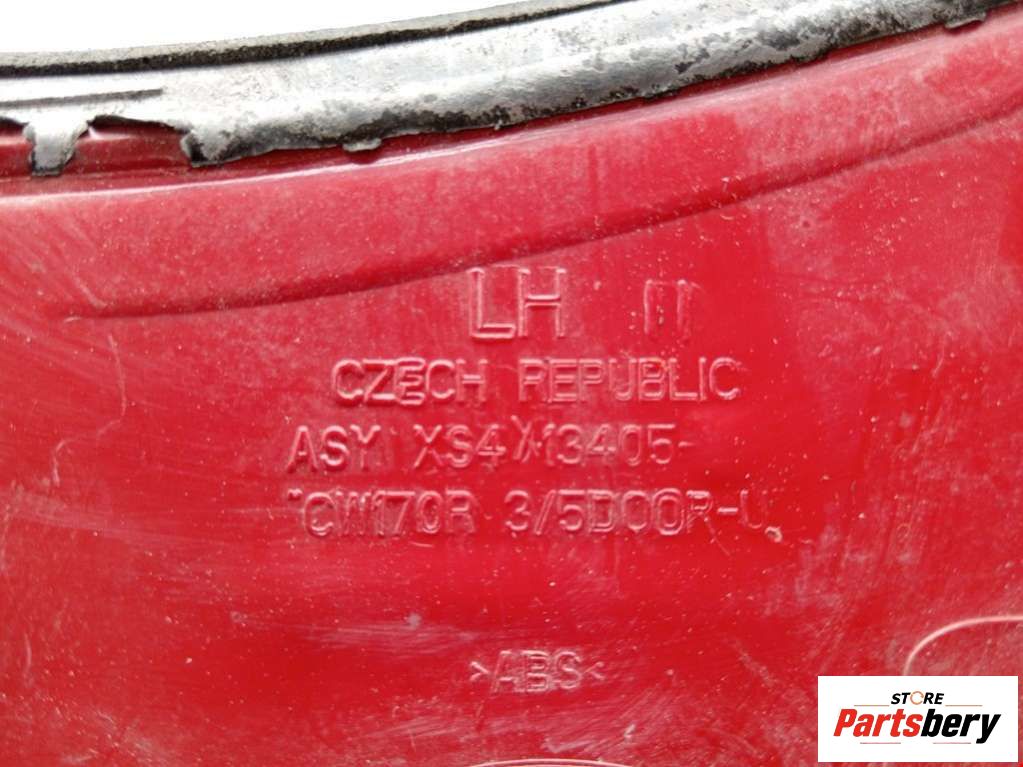 LH
CZECH REPUBLIC
ASY XS4X13405-
CW170R 3/5DOOR-U
>ABS<
STORE
Partsbery